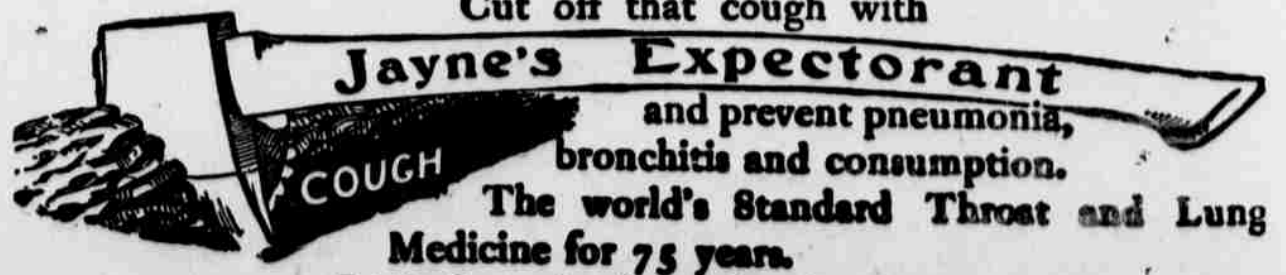 Cut off that cough with
Jayne's Expectorant
and prevent pneumonia,
COUGH
bronchitis and consumption.
The world's Standard Throat and Lung
Medicine for 75 years.